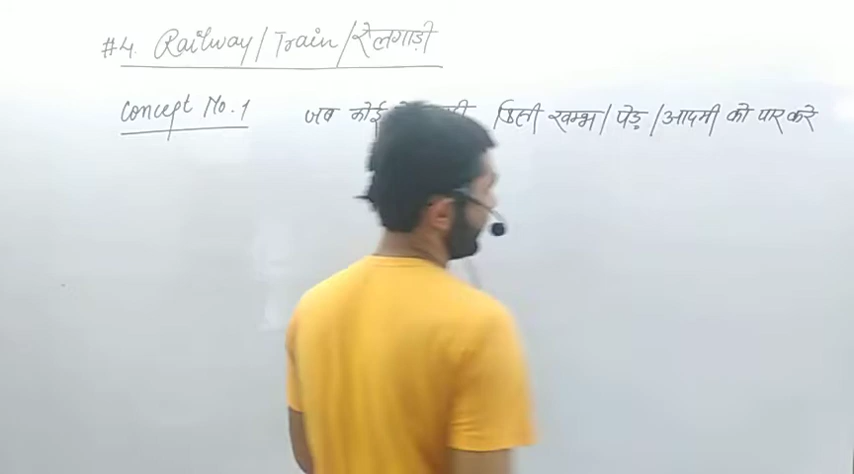 #4. Railway / Train / रेलगाड़ी
Concept No. 1 जब कोई किसी खम्भा / पेड़ / आदमी को पार करे